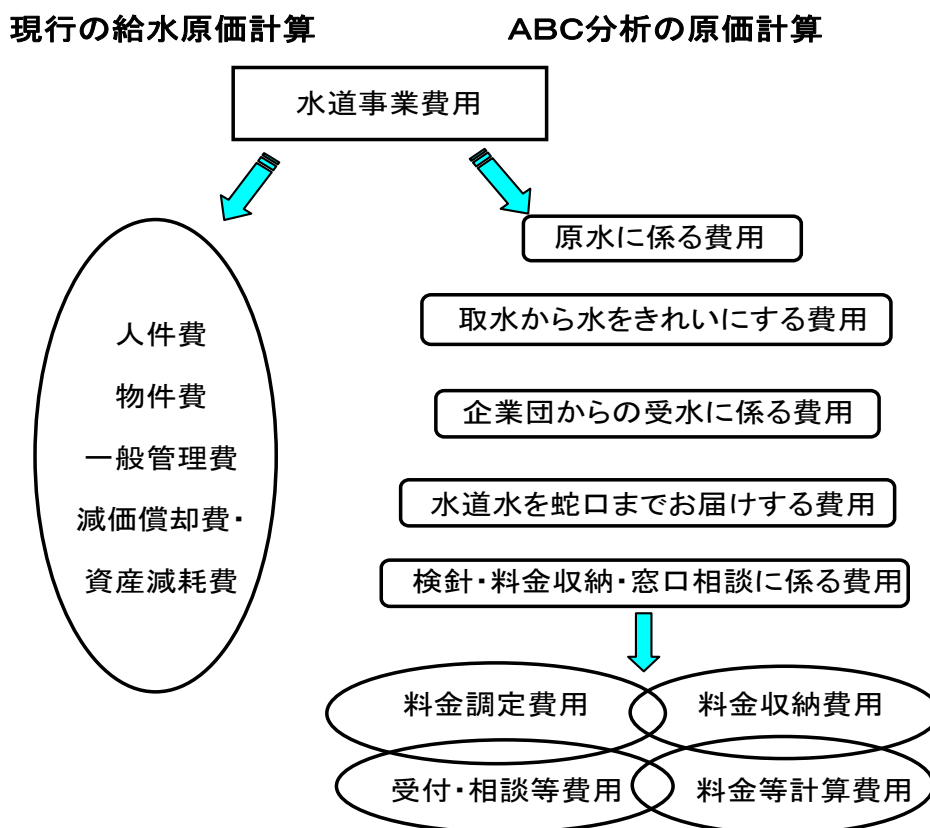 現行の給水原価計算
ABC分析の原価計算
水道事業費用
人件費
物件費
一般管理費
減価償却費・
資産減耗費
原水に係る費用
取水から水をきれいにする費用
企業団からの受水に係る費用
水道水を蛇口までお届けする費用
検針・料金収納・窓口相談に係る費用
料金調定費用
料金収納費用
受付・相談等費用
料金等計算費用